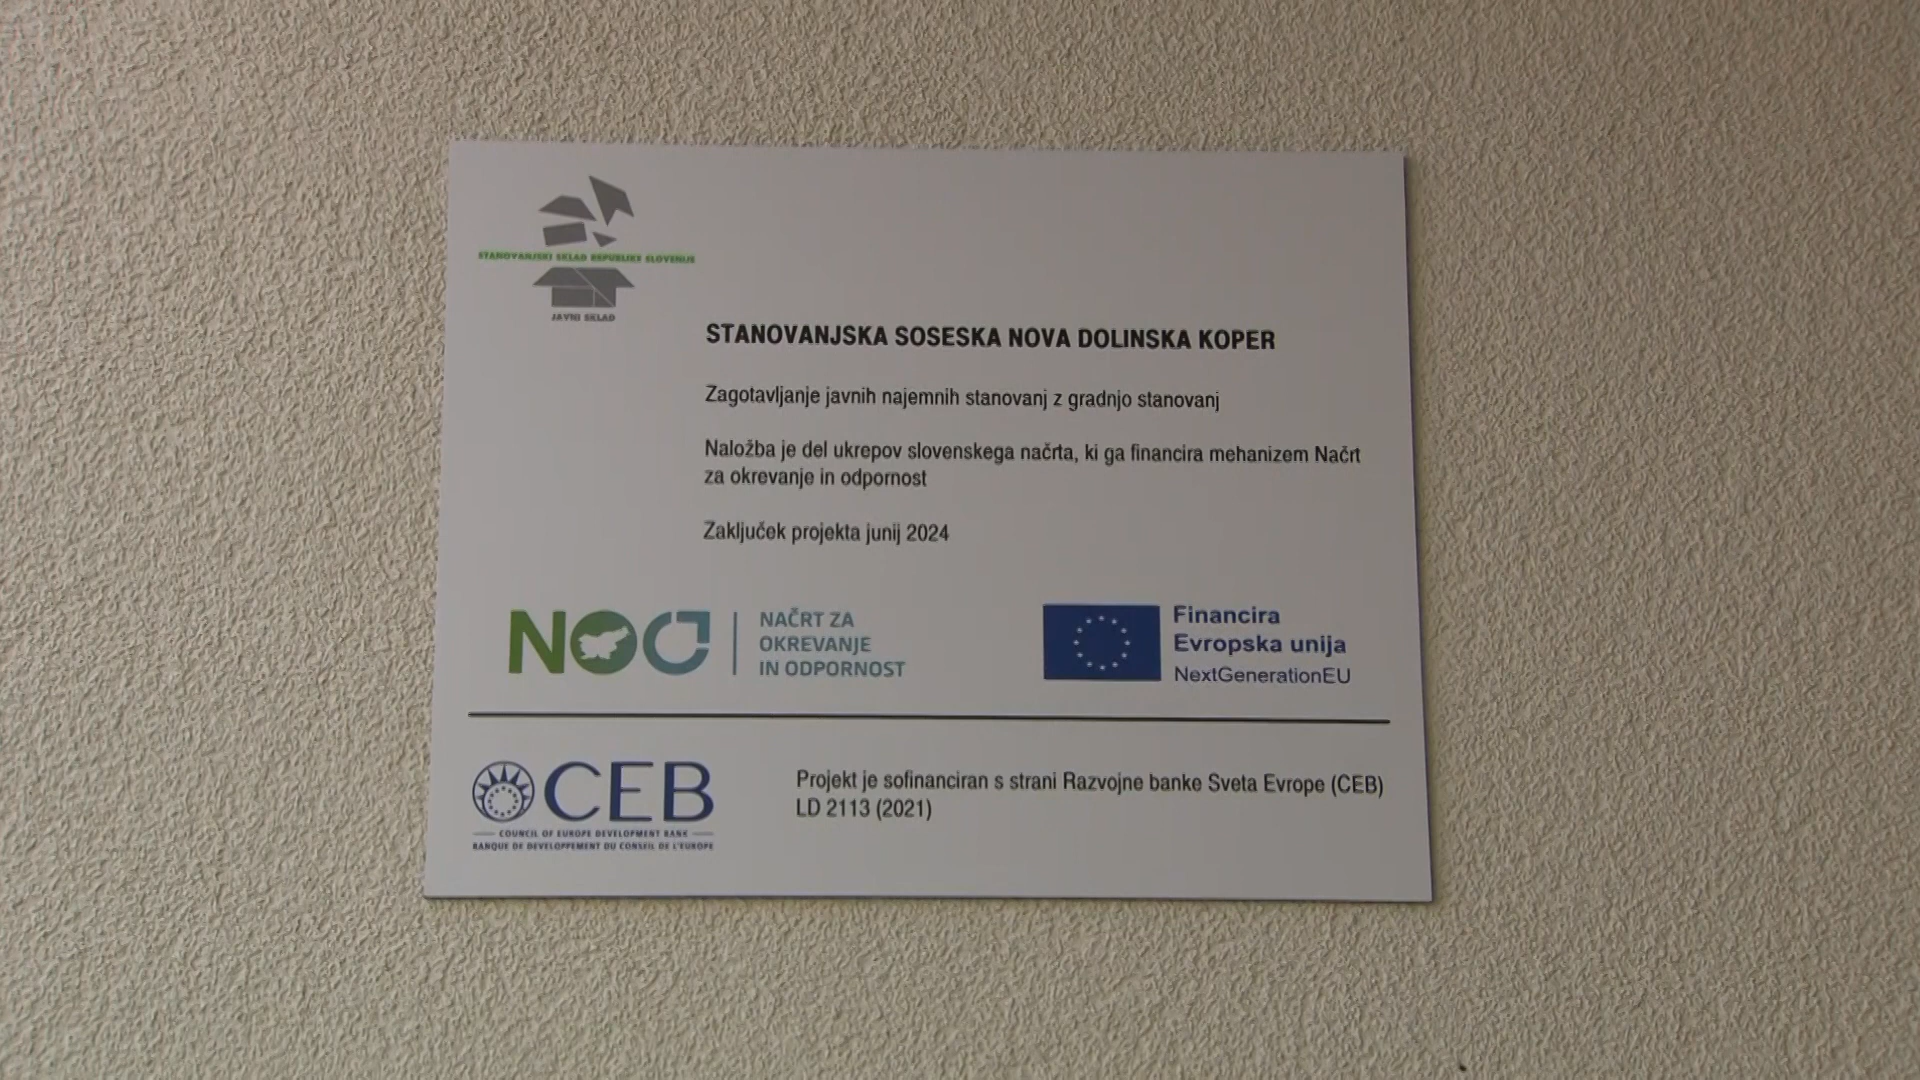 STANOVANJSKI SKLAD REPUBLIKE SLOVENIJE
JAVNI SKLAD
STANOVANJSKA SOSESKA NOVA DOLINSKA KOPER
Zagotavljanje javnih najemnih stanovanj z gradnjo stanovanj
Naložba je del ukrepov slovenskega načrta, ki ga financira mehanizem Načrt
za okrevanje in odpornost
Zaključek projekta junij 2024
NOO
NAČRT ZA
OKREVANJE
IN ODPORNOST
Financira
Evropska unija
NextGenerationEU
CEB
COUNCIL OF EUROPE DEVELOPMENT BANK
BANQUE DE DEVELOPPEMENT DU CONSEIL DE L'EUROPE
Projekt je sofinanciran s strani Razvojne banke Sveta Evrope (CEB)
LD 2113 (2021)